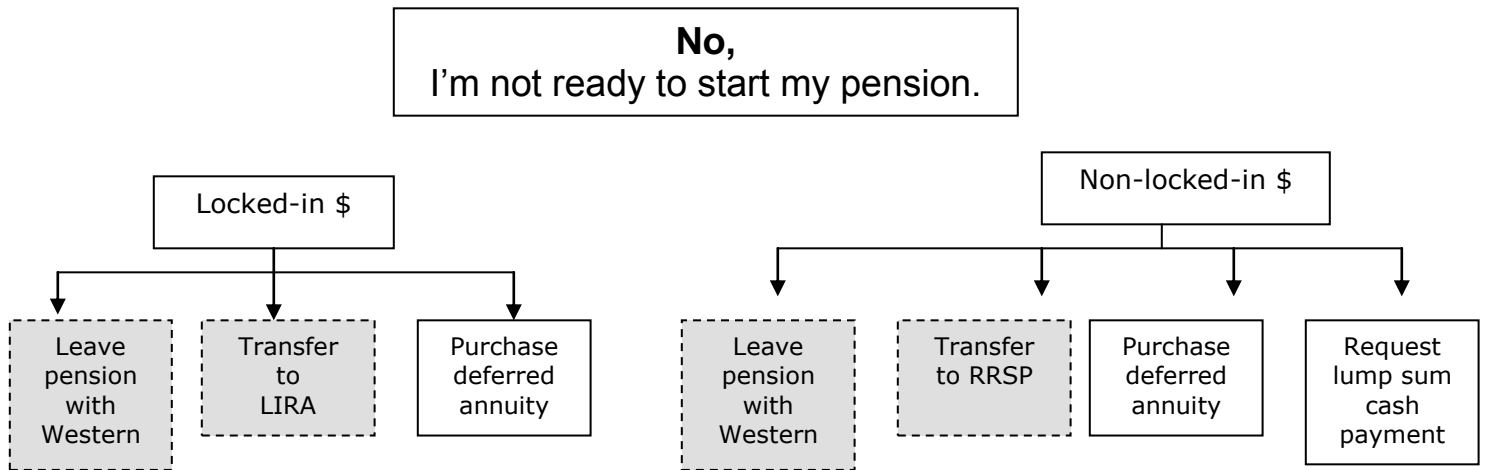 No,
I’m not ready to start my pension.
Locked-in $
Non-locked-in $
Leave
pension
with
Western
Transfer
to
LIRA
Purchase
deferred
annuity
Leave
pension
with
Western
Transfer
to RRSP
Purchase
deferred
annuity
Request
lump sum
cash
payment